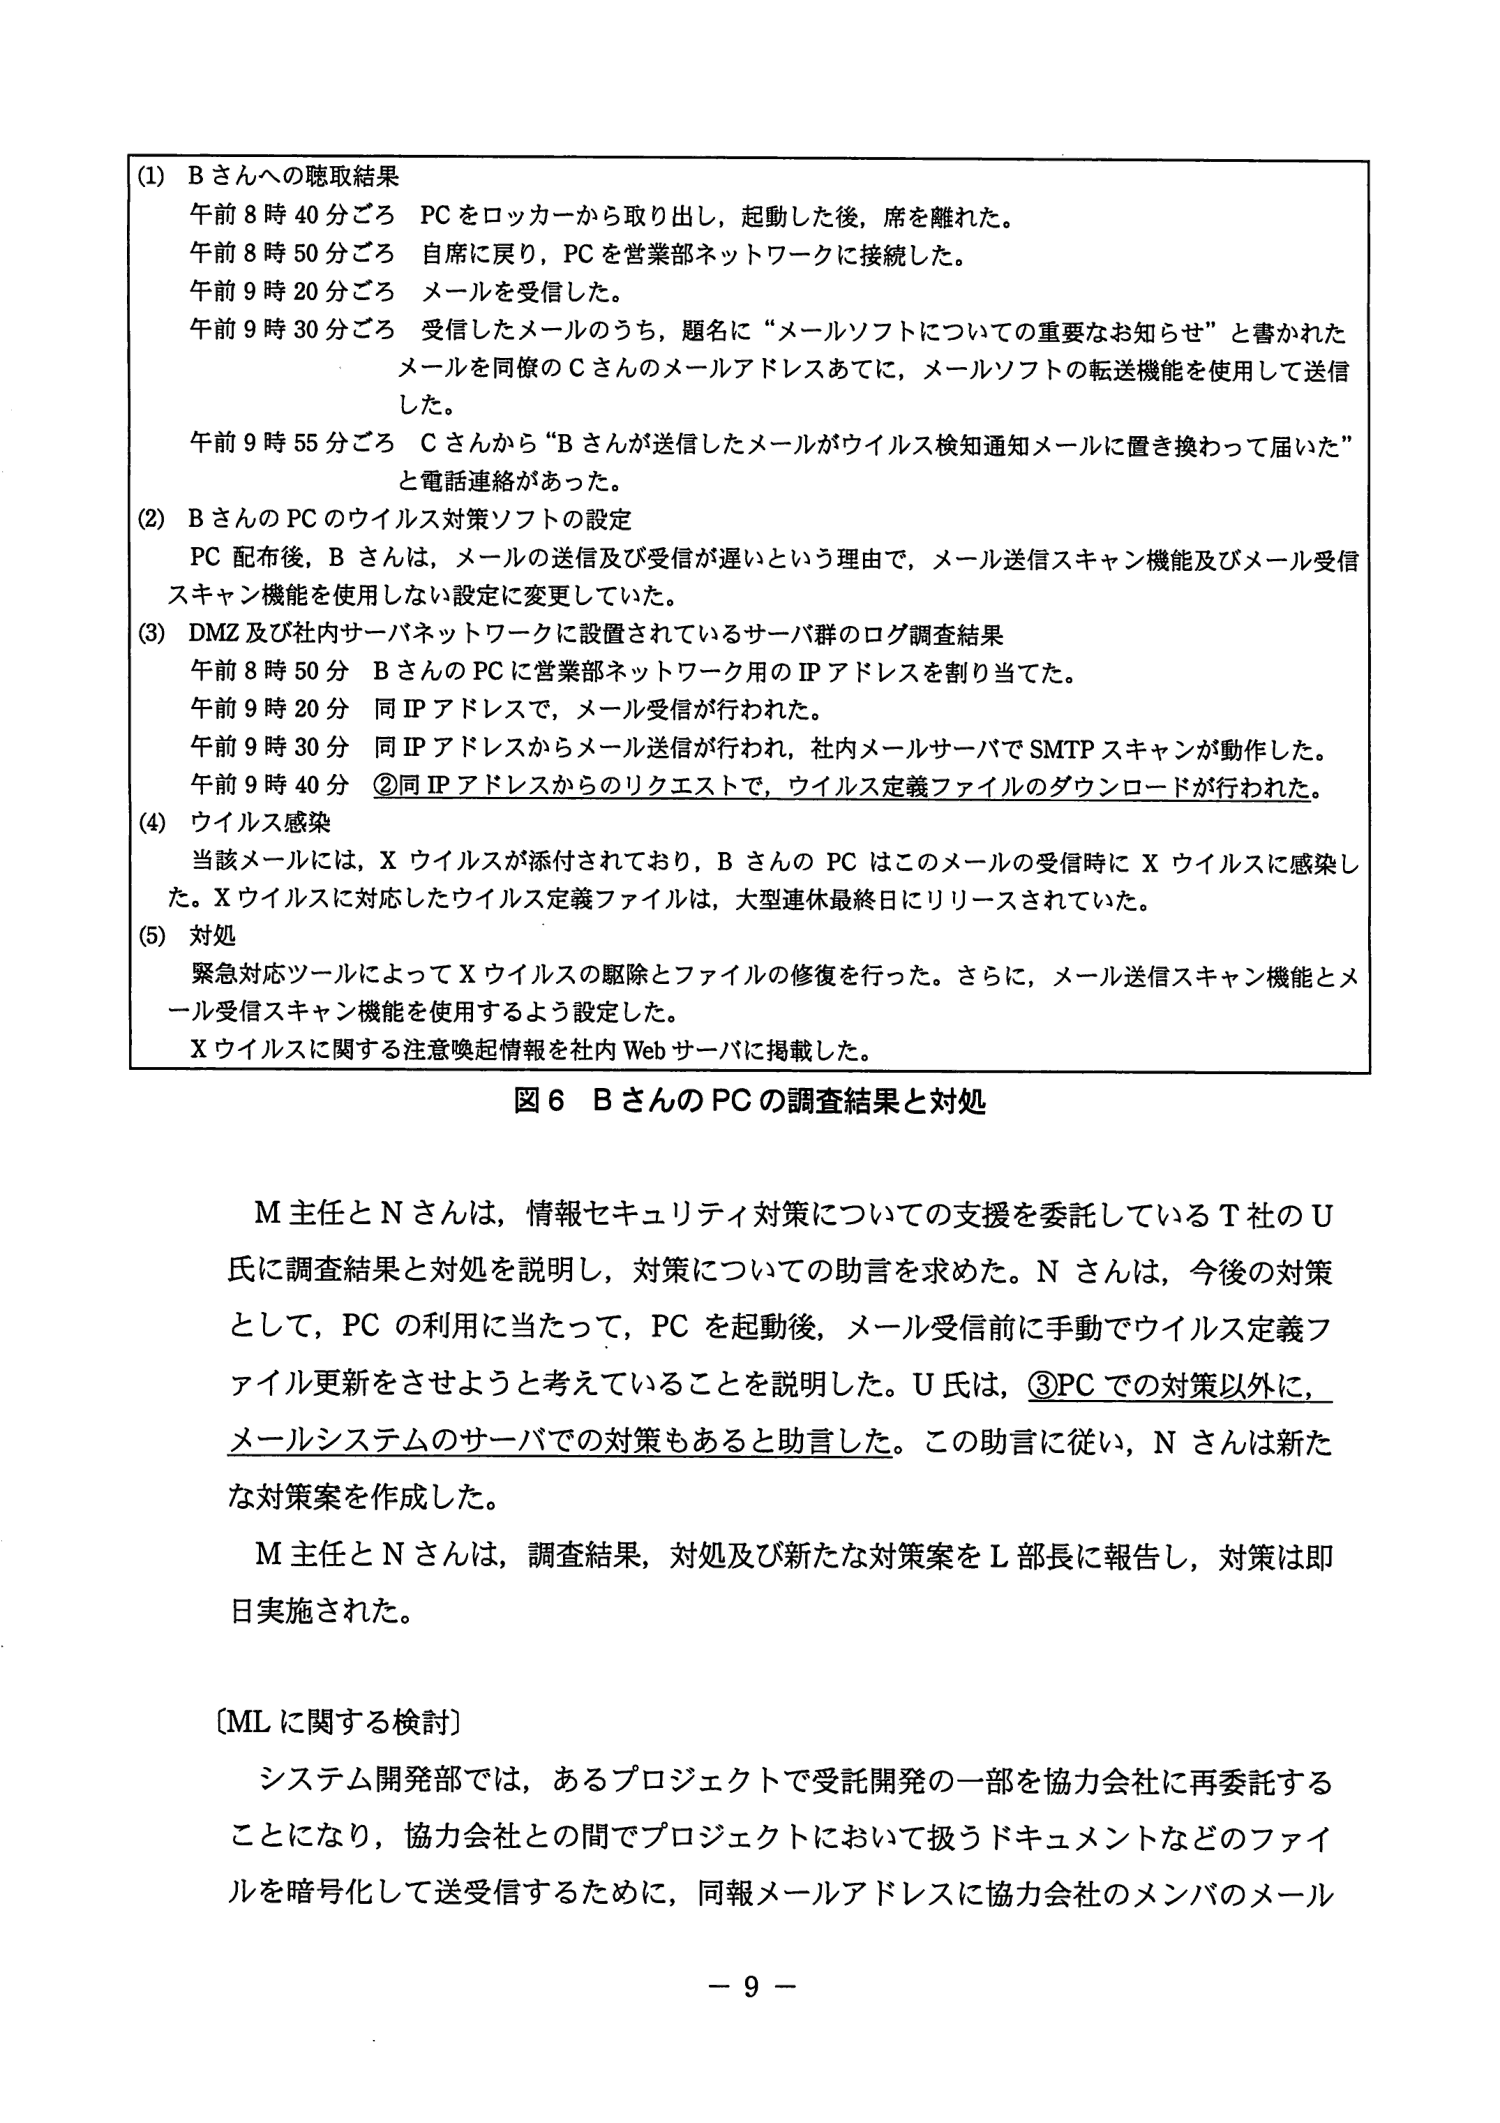 (1) Bさんへの聴取結果
午前8時40分ごろ PCをロッカーから取り出し，起動した後，席を離れた。
午前8時50分ごろ 自席に戻り，PCを営業部ネットワークに接続した。
午前9時20分ごろ メールを受信した。
午前9時30分ごろ 受信したメールのうち，題名に“メールソフトについての重要なお知らせ”と書かれた
メールを同僚のCさんのメールアドレスあてに，メールソフトの転送機能を使用して送信
した。
午前9時55分ごろ Cさんから“Bさんが送信したメールがウイルス検知通知メールに置き換わって届いた”
と電話連絡があった。
(2) BさんのPCのウイルス対策ソフトの設定
PC配布後，Bさんは，メールの送信及び受信が遅いという理由で，メール送信スキャン機能及びメール受信
スキャン機能を使用しない設定に変更していた。
(3) DMZ及び社内サーバネットワークに設置されているサーバ群のログ調査結果
午前8時50分 BさんのPCに営業部ネットワーク用のIPアドレスを割り当てた。
午前9時20分 同IPアドレスで，メール受信が行われた。
午前9時30分 同IPアドレスからメール送信が行われ，社内メールサーバでSMTPスキャンが動作した。
午前9時40分 ②同IPアドレスからのリクエストで，ウイルス定義ファイルのダウンロードが行われた。
(4) ウイルス感染
当該メールには，Xウイルスが添付されており，BさんのPCはこのメールの受信時にXウイルスに感染し
た。Xウイルスに対応したウイルス定義ファイルは，大型連休最終日にリリースされていた。
(5) 対処
緊急対応ツールによってXウイルスの駆除とファイルの修復を行った。さらに，メール送信スキャン機能とメ
ール受信スキャン機能を使用するよう設定した。
Xウイルスに関する注意喚起情報を社内Webサーバに掲載した。
図6 BさんのPCの調査結果と対処
M主任とNさんは，情報セキュリティ対策についての支援を委託しているT社のU
氏に調査結果と対処を説明し，対策についての助言を求めた。Nさんは，今後の対策
として，PCの利用に当たって，PCを起動後，メール受信前に手動でウイルス定義フ
ァイル更新をさせようと考えていることを説明した。U氏は，③PCでの対策以外に，
メールシステムのサーバでの対策もあると助言した。この助言に従い，Nさんは新た
な対策案を作成した。
M主任とNさんは，調査結果，対処及び新たな対策案をL部長に報告し，対策は即
日実施された。
〔MLに関する検討〕
システム開発部では，あるプロジェクトで受託開発の一部を協力会社に再委託する
ことになり，協力会社との間でプロジェクトにおいて扱うドキュメントなどのファイ
ルを暗号化して送受信するために，同報メールアドレスに協力会社のメンバのメール
－ 9 －